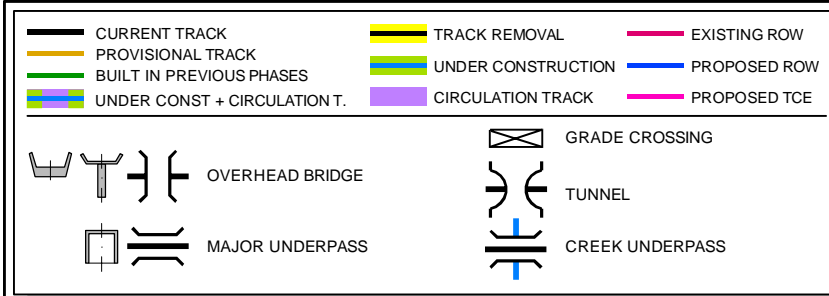 CURRENT TRACK
PROVISIONAL TRACK
BUILT IN PREVIOUS PHASES
UNDER CONST + CIRCULATION T.
TRACK REMOVAL
UNDER CONSTRUCTION
CIRCULATION TRACK
EXISTING ROW
PROPOSED ROW
PROPOSED TCE
OVERHEAD BRIDGE
MAJOR UNDERPASS
GRADE CROSSING
TUNNEL
CREEK UNDERPASS